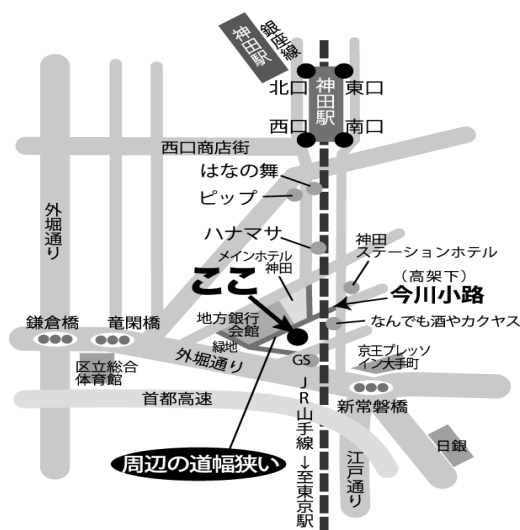 銀座線
神田駅
北口
東口
神田駅
西口
南口
西口商店街
はなの舞
ピップ
外堀通り
ハナマサ
メインホテル
神田
神田
ステーションホテル
（高架下）
ここ
今川小路
地方銀行
会館
なんでも酒やカクヤス
鎌倉橋
竜閑橋
緑地
外堀通り
GS
京王プレッソ
イン大手町
区立総合
体育館
首都高速
新常磐橋
JR山手線→至東京駅
周辺の道幅狭い
江戸通り
日銀